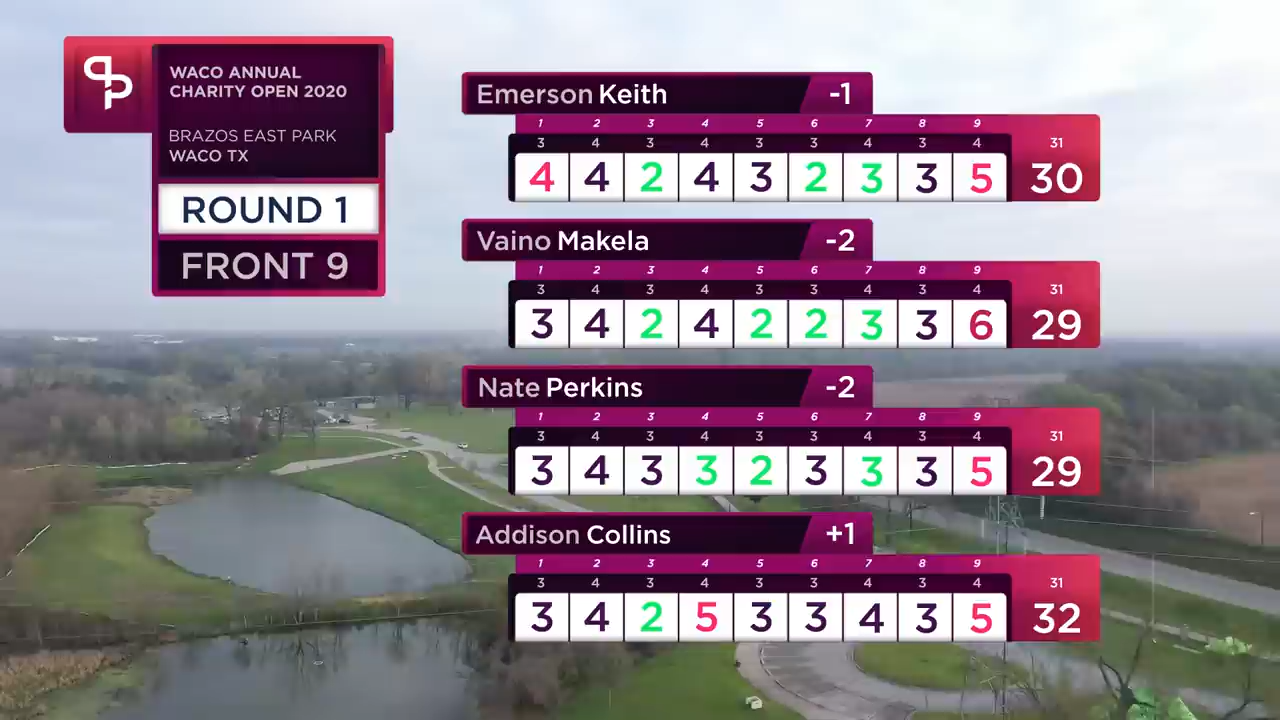 WACO ANNUAL
CHARITY OPEN 2020
BRAZOS EAST PARK
WACO TX
ROUND 1
FRONT 9
Emerson Keith -1
1 2 3 4 5 6 7 8 9
3 4 3 4 3 3 4 3 4 31
4 4 2 4 3 2 3 3 5 30
Vaino Makela -2
1 2 3 4 5 6 7 8 9
3 4 3 4 3 3 4 3 4 31
3 4 2 4 2 2 3 3 6 29
Nate Perkins -2
1 2 3 4 5 6 7 8 9
3 4 3 4 3 3 4 3 4 31
3 4 3 3 2 3 3 3 5 29
Addison Collins +1
1 2 3 4 5 6 7 8 9
3 4 3 4 3 3 4 3 4 31
3 4 2 5 3 3 4 3 5 32